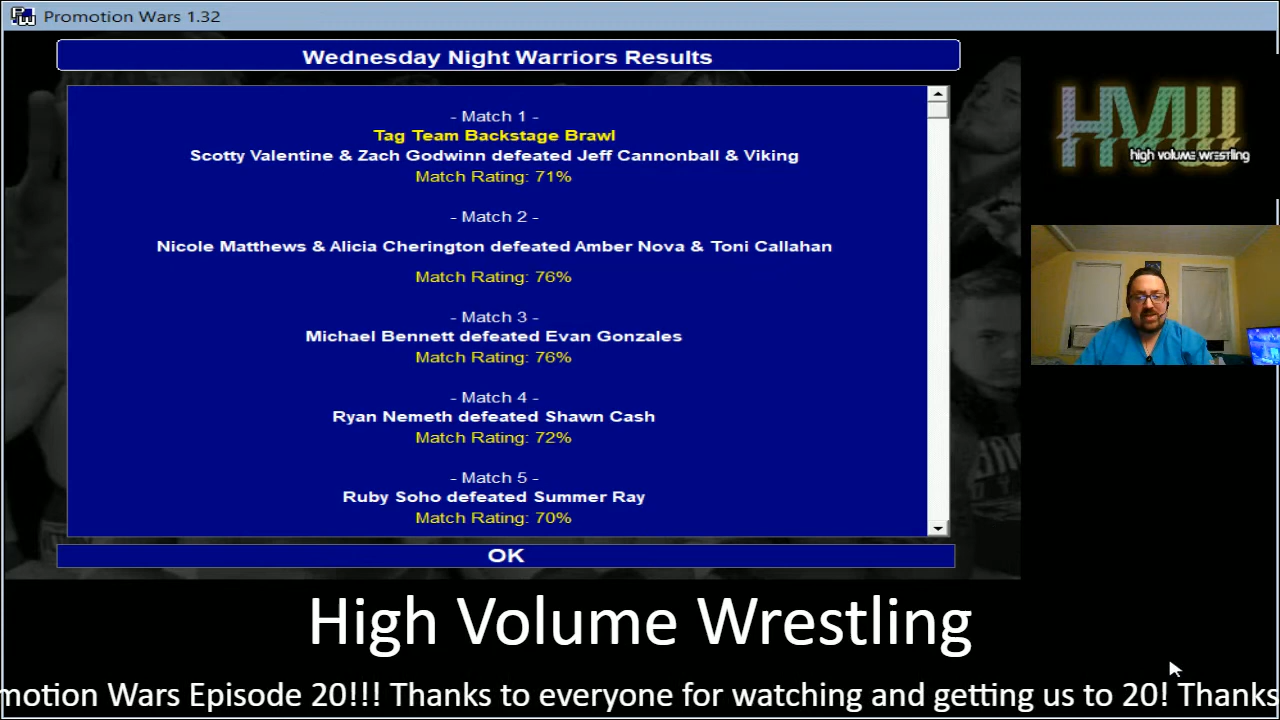 Promotion Wars 1.32
Wednesday Night Warriors Results
- Match 1 -
Tag Team Backstage Brawl
Scotty Valentine & Zach Godwinn defeated Jeff Cannonball & Viking
Match Rating: 71%
- Match 2 -
Nicole Matthews & Alicia Cherington defeated Amber Nova & Toni Callahan
Match Rating: 76%
- Match 3 -
Michael Bennett defeated Evan Gonzales
Match Rating: 76%
- Match 4 -
Ryan Nemeth defeated Shawn Cash
Match Rating: 72%
- Match 5 -
Ruby Soho defeated Summer Ray
Match Rating: 70%
OK
HVW
high volume wrestling
High Volume Wrestling
motion Wars Episode 20!!! Thanks to everyone for watching and getting us to 20! Thanks